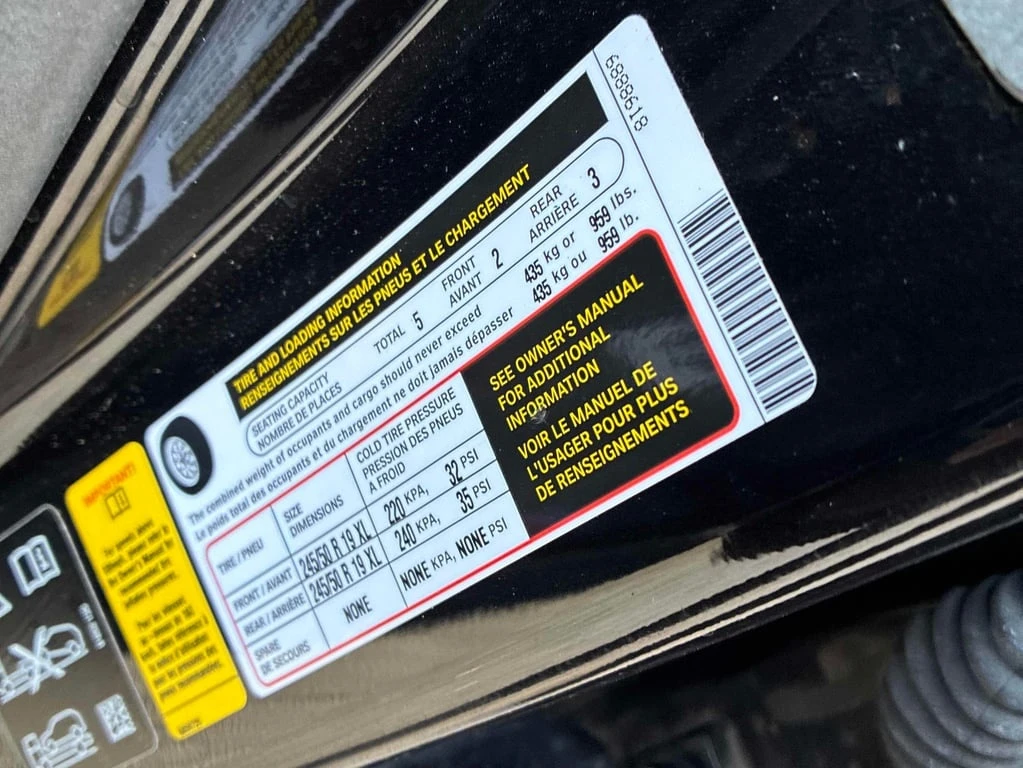 6888618
TIRE AND LOADING INFORMATION
RENSEIGNEMENTS SUR LES PNEUS ET LE CHARGEMENT
SEATING CAPACITY
NOMBRE DE PLACES
TOTAL 5
FRONT
AVANT 2
REAR
ARRIÈRE 3
The combined weight of occupants and cargo should never exceed 435 kg or 959 lbs.
Le poids total des occupants et du chargement ne doit jamais dépasser 435 kg ou 959 lb.
TIRE / PNEU
SIZE
DIMENSIONS
COLD TIRE PRESSURE
PRESSION DES PNEUS
A FROID
FRONT / AVANT 245/50 R 19 XL 220 KPA, 32 PSI
REAR / ARRIÈRE 245/50 R 19 XL 240 KPA, 35 PSI
SPARE
DE SECOURS NONE NONE KPA, NONE PSI
SEE OWNER'S MANUAL
FOR ADDITIONAL
INFORMATION
VOIR LE MANUEL DE
L'USAGER POUR PLUS
DE RENSEIGNEMENTS
IMPORTANT!